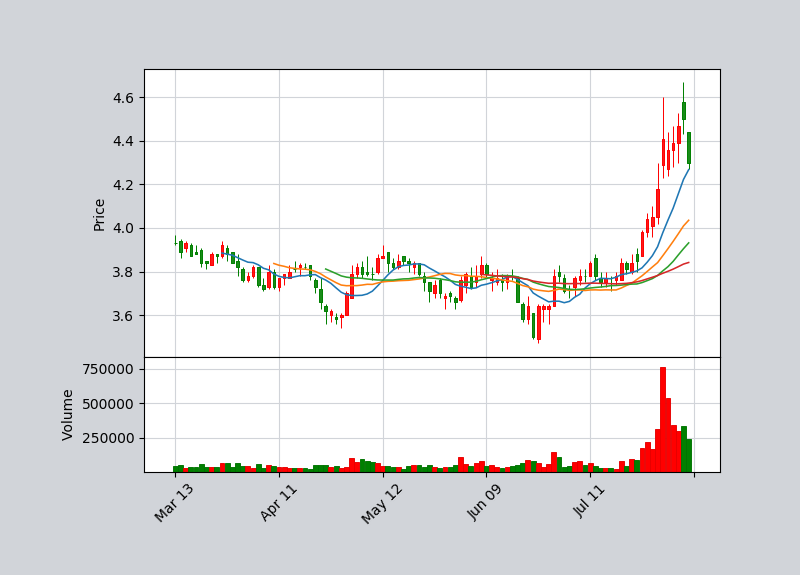 Price
4.6
4.4
4.2
4.0
3.8
3.6
Volume
750000
500000
250000
Mar 13
Apr 11
May 12
Jun 09
Jul 11